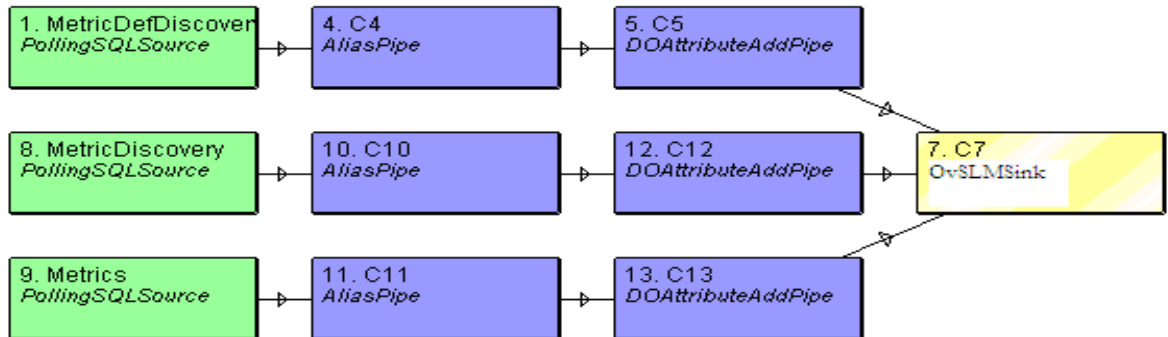 1. MetricDefDiscover
PollingSQLSource
4. C4
AliasPipe
5. C5
DOAttributeAddPipe
8. MetricDiscovery
PollingSQLSource
10. C10
AliasPipe
12. C12
DOAttributeAddPipe
7. C7
OvSLMSink
9. Metrics
PollingSQLSource
11. C11
AliasPipe
13. C13
DOAttributeAddPipe